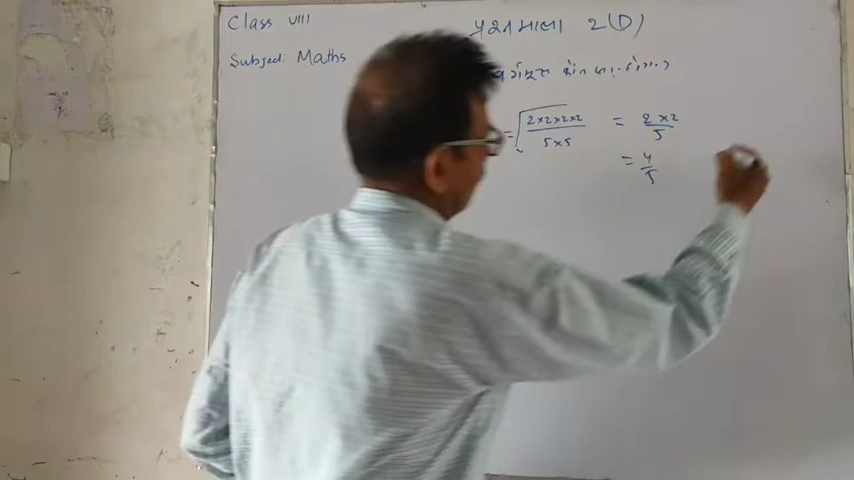 Class VIII
પ્રશ્નમાલા 2(D)
Subject: Maths
= √2×2×2×2 / 5×5 = 2×2 / 5
= 4/5